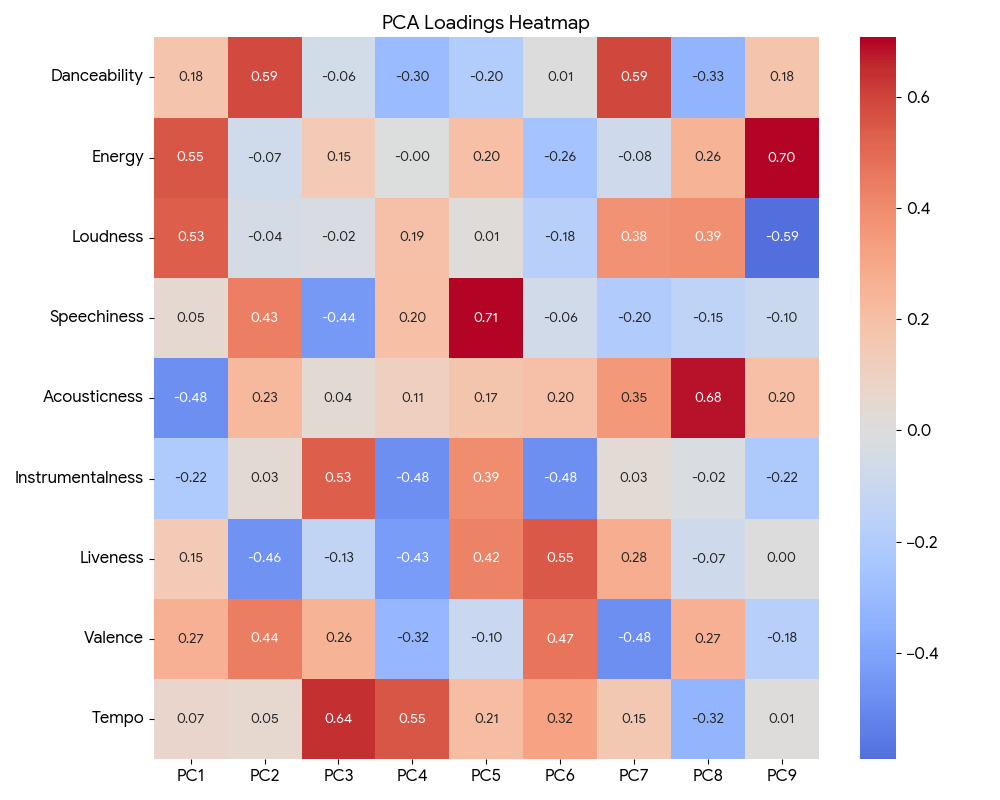 PCA Loadings Heatmap
Danceability 0.18 0.59 -0.06 -0.30 -0.20 0.01 0.59 -0.33 0.18
Energy 0.55 -0.07 0.15 -0.00 0.20 -0.26 -0.08 0.26 0.70
Loudness 0.53 -0.04 -0.02 0.19 0.01 -0.18 0.38 0.39 -0.59
Speechiness 0.05 0.43 -0.44 0.20 0.71 -0.06 -0.20 -0.15 -0.10
Acousticness -0.48 0.23 0.04 0.11 0.17 0.20 0.35 0.68 0.20
Instrumentalness -0.22 0.03 0.53 -0.48 0.39 -0.48 0.03 -0.02 -0.22
Liveness 0.15 -0.46 -0.13 -0.43 0.42 0.55 0.28 -0.07 0.00
Valence 0.27 0.44 0.26 -0.32 -0.10 0.47 -0.48 0.27 -0.18
Tempo 0.07 0.05 0.64 0.55 0.21 0.32 0.15 -0.32 0.01
PC1 PC2 PC3 PC4 PC5 PC6 PC7 PC8 PC9
0.6
0.4
0.2
0.0
−0.2
−0.4